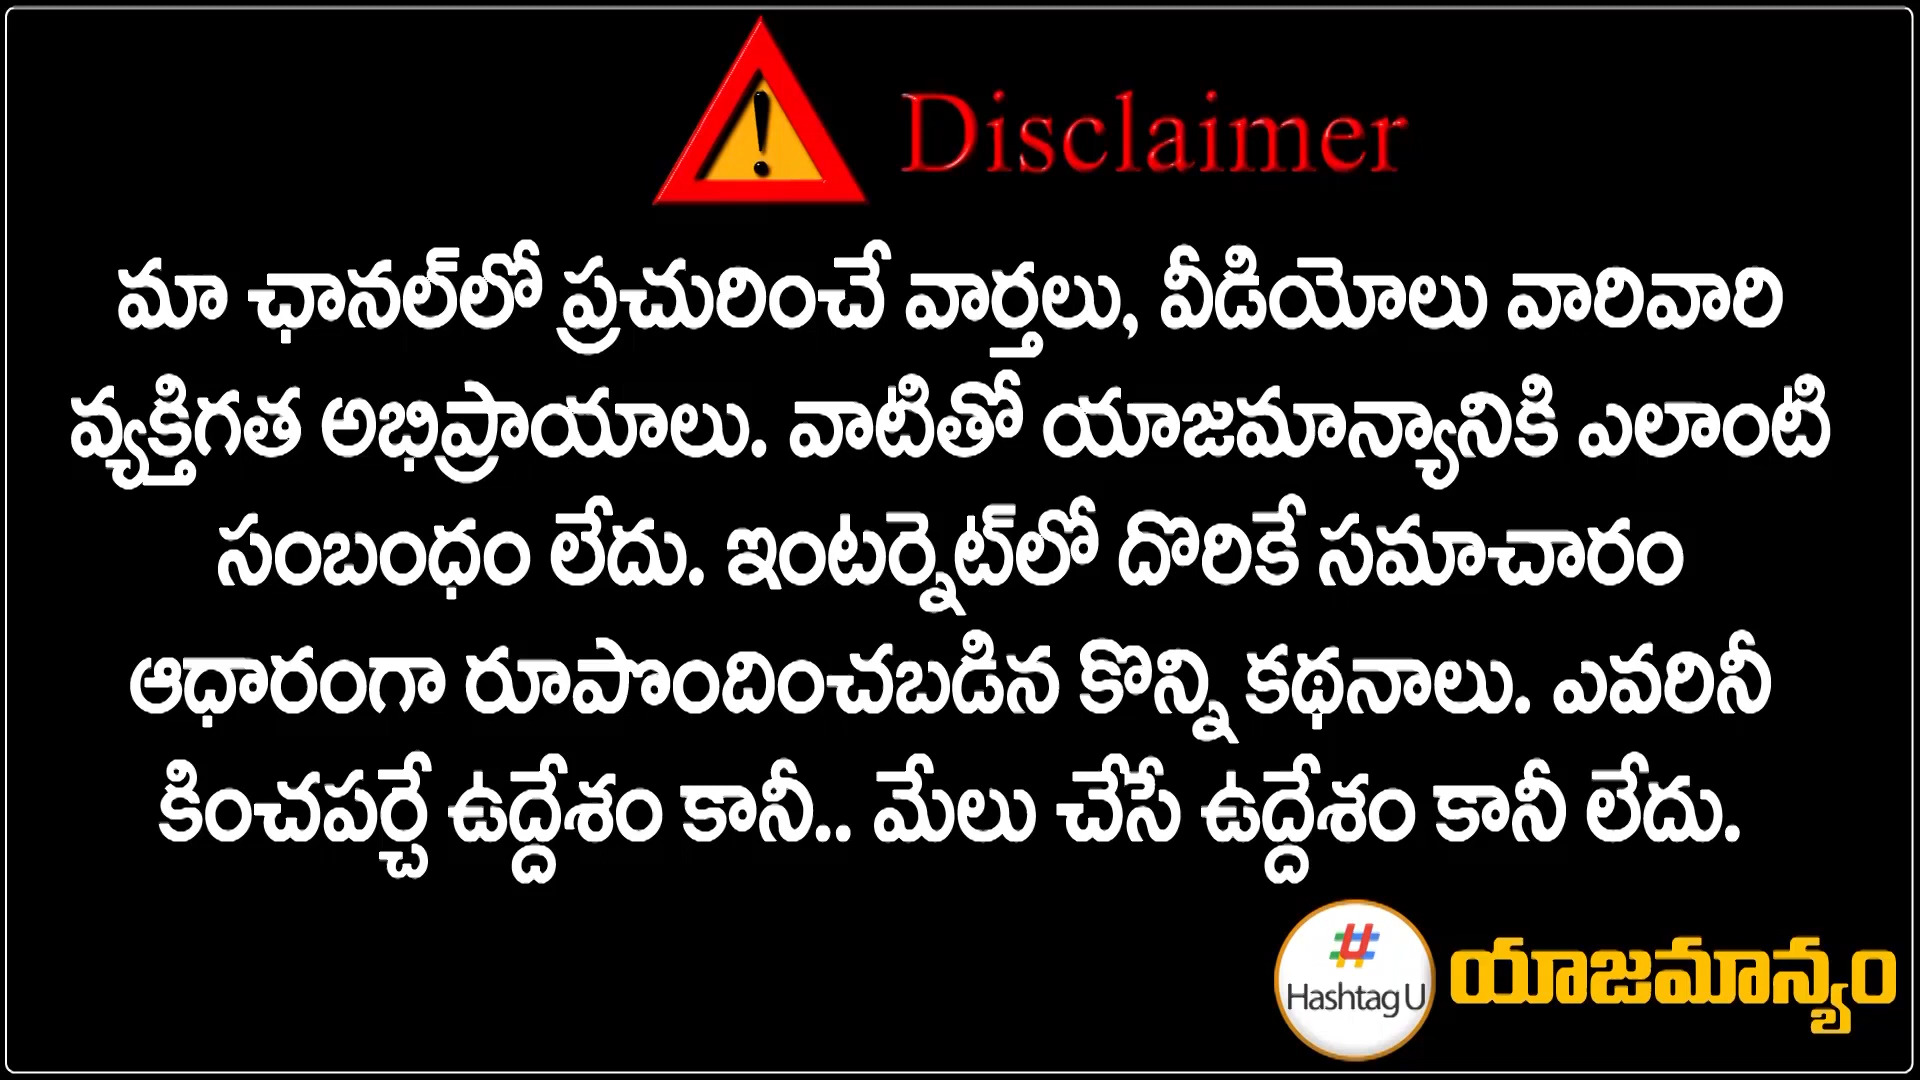 Disclaimer
మా ఛానల్‌లో ప్రచురించే వార్తలు, వీడియోలు వారివారి
వ్యక్తిగత అభిప్రాయాలు. వాటితో యాజమాన్యానికి ఎలాంటి
సంబంధం లేదు. ఇంటర్నెట్‌లో దొరికే సమాచారం
ఆధారంగా రూపొందించబడిన కొన్ని కథనాలు. ఎవరినీ
కించపర్చే ఉద్దేశం కానీ.. మేలు చేసే ఉద్దేశం కానీ లేదు.
# Hashtag U యాజమాన్యం